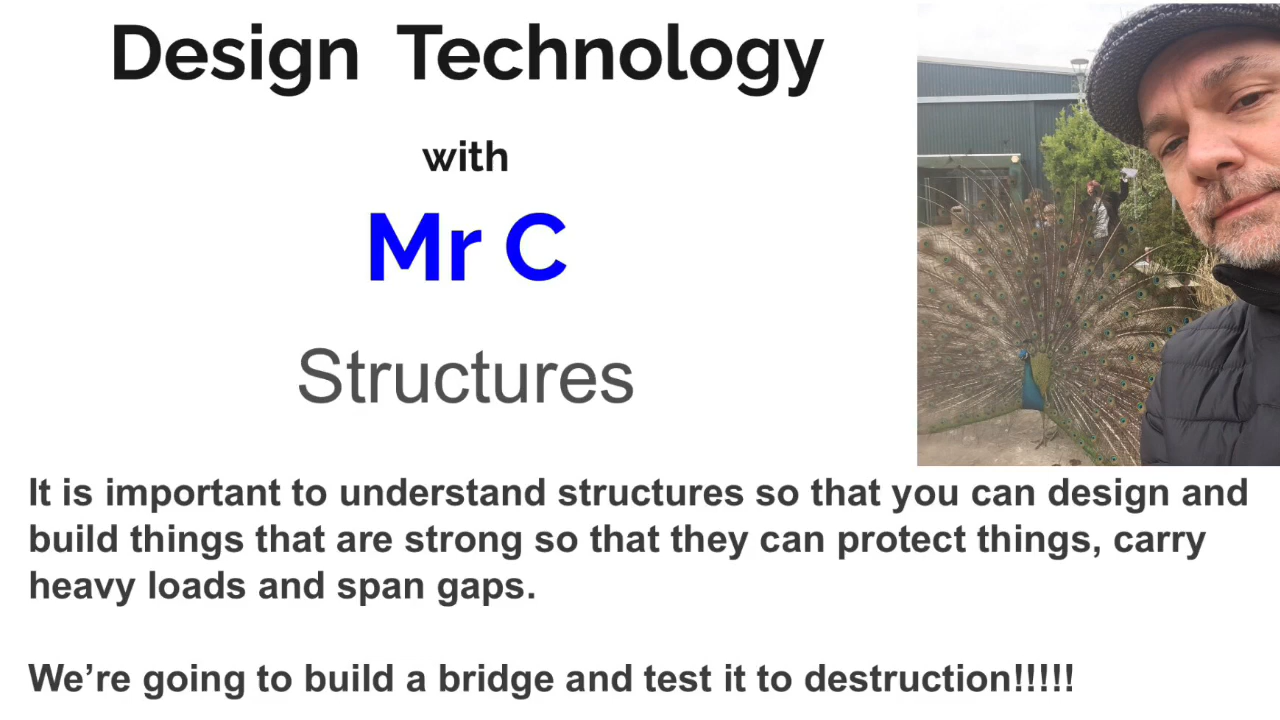 Design Technology
with
Mr C
Structures
It is important to understand structures so that you can design and
build things that are strong so that they can protect things, carry
heavy loads and span gaps.
We’re going to build a bridge and test it to destruction!!!!!